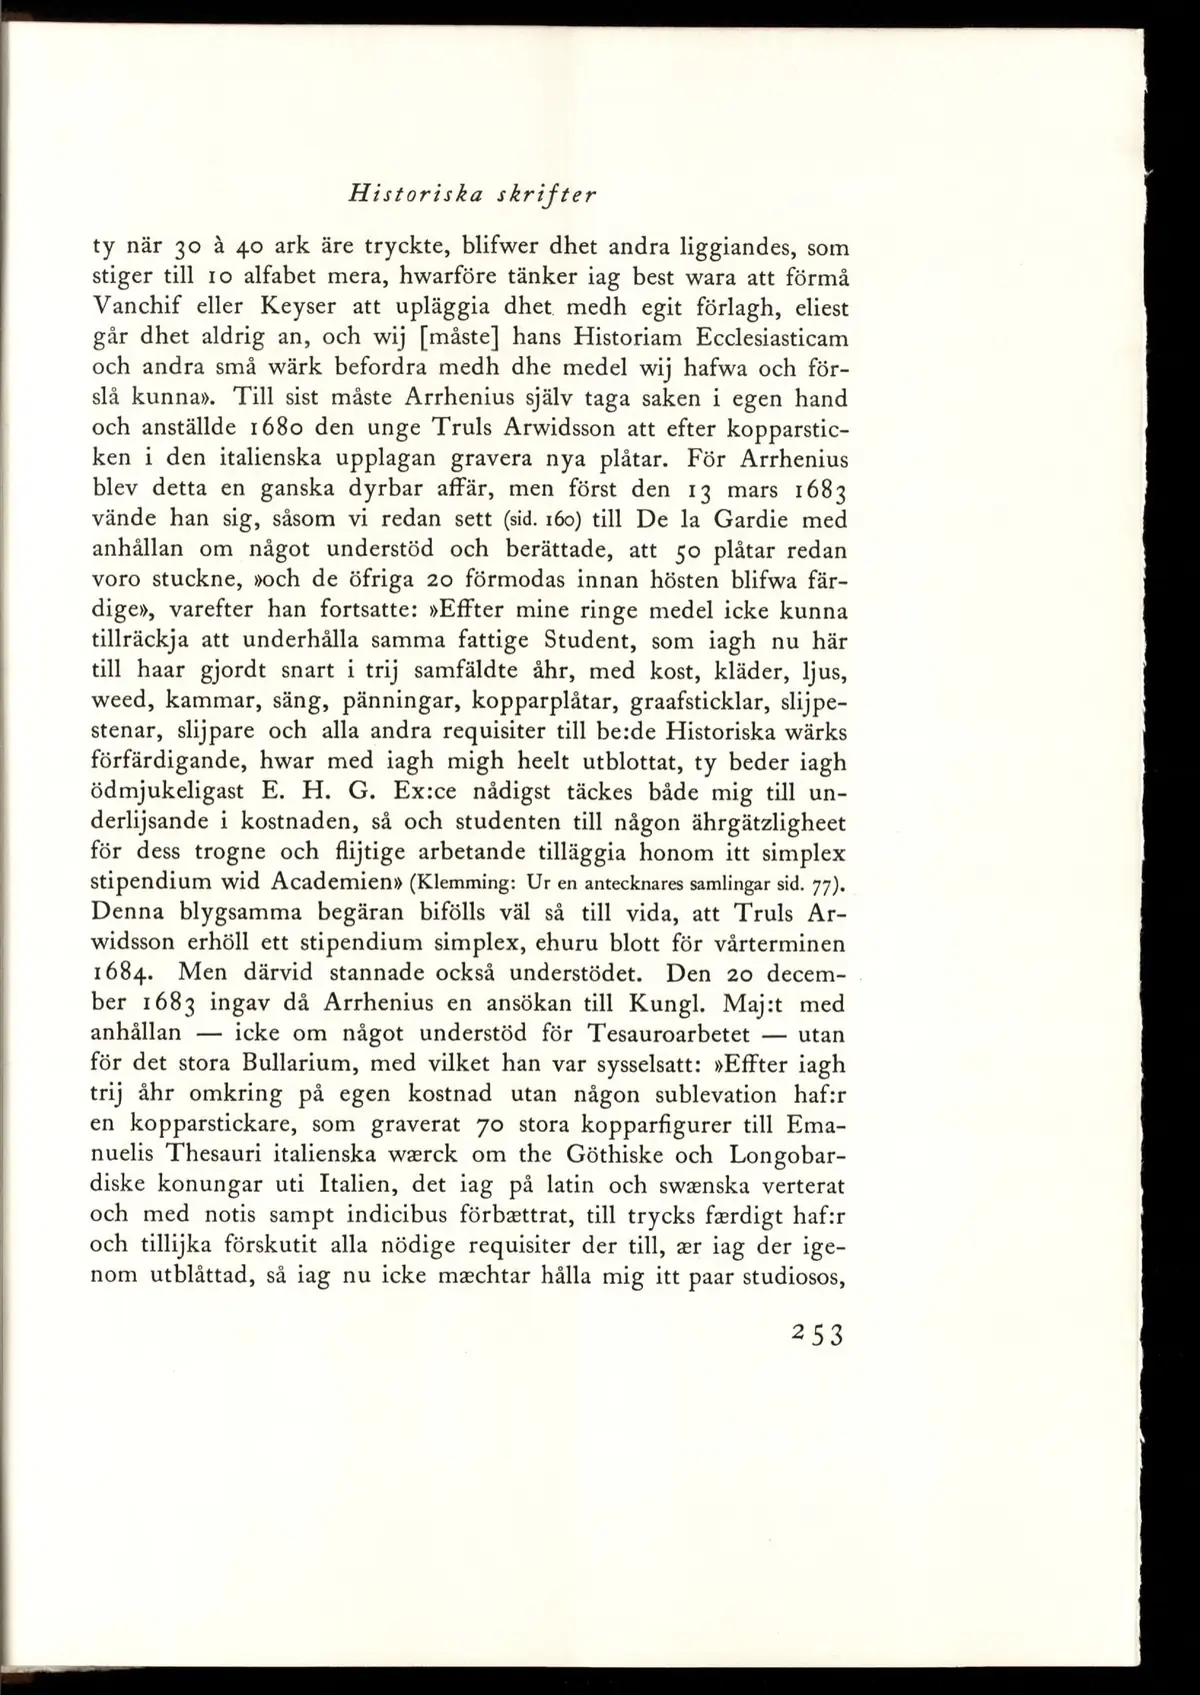 Historiska skrifter
ty när 30 à 40 ark äre tryckte, blifwer dhet andra liggiandes, som
stiger till 10 alfabet mera, hwarföre tänker iag best wara att förmå
Vanchif eller Keyser att upläggia dhet medh egit förlagh, eliest
går dhet aldrig an, och wij [måste] hans Historiam Ecclesiasticam
och andra små wärk befordra medh dhe medel wij hafwa och för-
slå kunna». Till sist måste Arrhenius själv taga saken i egen hand
och anställde 1680 den unge Truls Arwidsson att efter kopparstic-
ken i den italienska upplagan gravera nya plåtar. För Arrhenius
blev detta en ganska dyrbar affär, men först den 13 mars 1683
vände han sig, såsom vi redan sett (sid. 160) till De la Gardie med
anhållan om något understöd och berättade, att 50 plåtar redan
voro stuckne, »och de öfriga 20 förmodas innan hösten blifwa fär-
dige», varefter han fortsatte: »Effter mine ringe medel icke kunna
tillräckja att underhålla samma fattige Student, som iagh nu här
till haar gjordt snart i trij samfäldte åhr, med kost, kläder, ljus,
weed, kammar, säng, pänningar, kopparplåtar, graafsticklar, slijpe-
stenar, slijpare och alla andra requisiter till be:de Historiska wärks
förfärdigande, hwar med iagh migh heelt utblottat, ty beder iagh
ödmjukeligast E. H. G. Ex:ce nådigst täckes både mig till un-
derlijsande i kostnaden, så och studenten till någon ährgätzligheet
för dess trogne och flijtige arbetande tilläggia honom itt simplex
stipendium wid Academien» (Klemming: Ur en antecknares samlingar sid. 77).
Denna blygsamma begäran bifölls väl så till vida, att Truls Ar-
widsson erhöll ett stipendium simplex, ehuru blott för vårterminen
1684. Men därvid stannade också understödet. Den 20 decem-
ber 1683 ingav då Arrhenius en ansökan till Kungl. Maj:t med
anhållan — icke om något understöd för Tesauroarbetet — utan
för det stora Bullarium, med vilket han var sysselsatt: »Effter iagh
trij åhr omkring på egen kostnad utan någon sublevation haf:r
en kopparstickare, som graverat 70 stora kopparfigurer till Ema-
nuelis Thesauri italienska wærck om the Göthiske och Longobar-
diske konungar uti Italien, det iag på latin och swænska verterat
och med notis sampt indicibus förbættrat, till trycks færdigt haf:r
och tillijka förskutit alla nödige requisiter der till, ær iag der ige-
nom utblåttad, så iag nu icke mæchtar hålla mig itt paar studiosos,
253